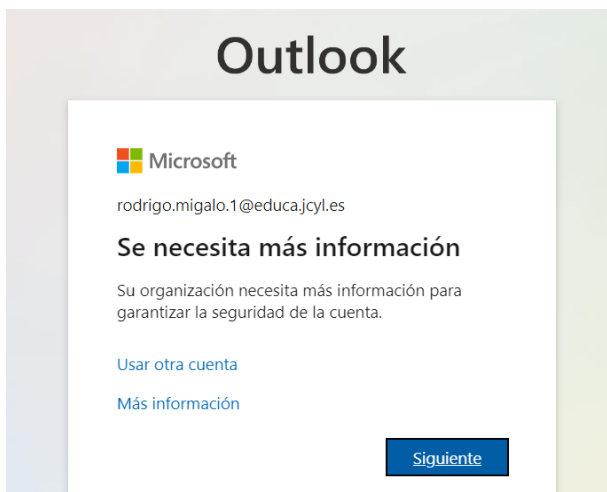 Outlook
Microsoft
rodrigo.migalo.1@educa.jcyl.es
Se necesita más información
Su organización necesita más información para
garantizar la seguridad de la cuenta.
Usar otra cuenta
Más información
Siguiente